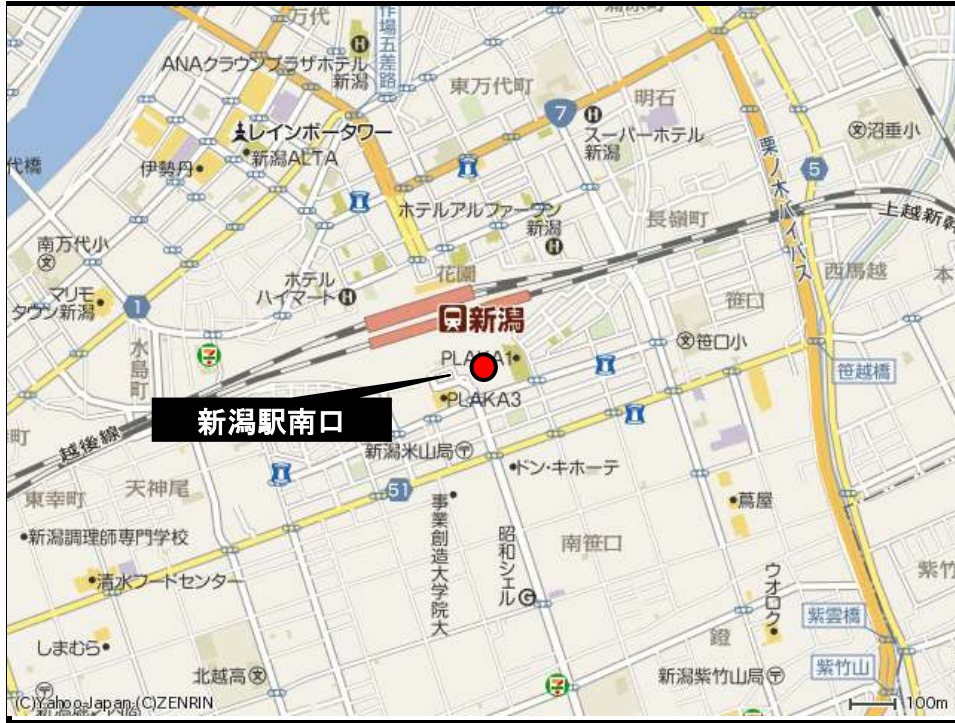 万代
作場五差路
ANAクラウンプラザホテル
新潟
東万代町
明石
7
スーパーホテル
新潟
レインボータワー
新潟ALTA
伊勢丹
代橋
沼垂小
栗ノ木バイパス
5
上越新幹
ホテルアルファーワン
新潟
長嶺町
南万代小
花園
ホテル
ハイマート
マリモ
タウン新潟
1
西馬越
本
笹口
新潟
笹口小
水島町
PLAKA1
笹越橋
PLAKA3
新潟駅南口
町
越後線
新潟米山局
ドン・キホーテ
東幸町
天神尾
51
事業創造大学院大
蔦屋
新潟調理師専門学校
昭和シェル
南笹口
清水フードセンター
ウオロク
紫竹
紫雲橋
しまむら
鐙
北越高
新潟紫竹山局
紫竹山
(C)Yahoo Japan,(C)ZENRIN
100m